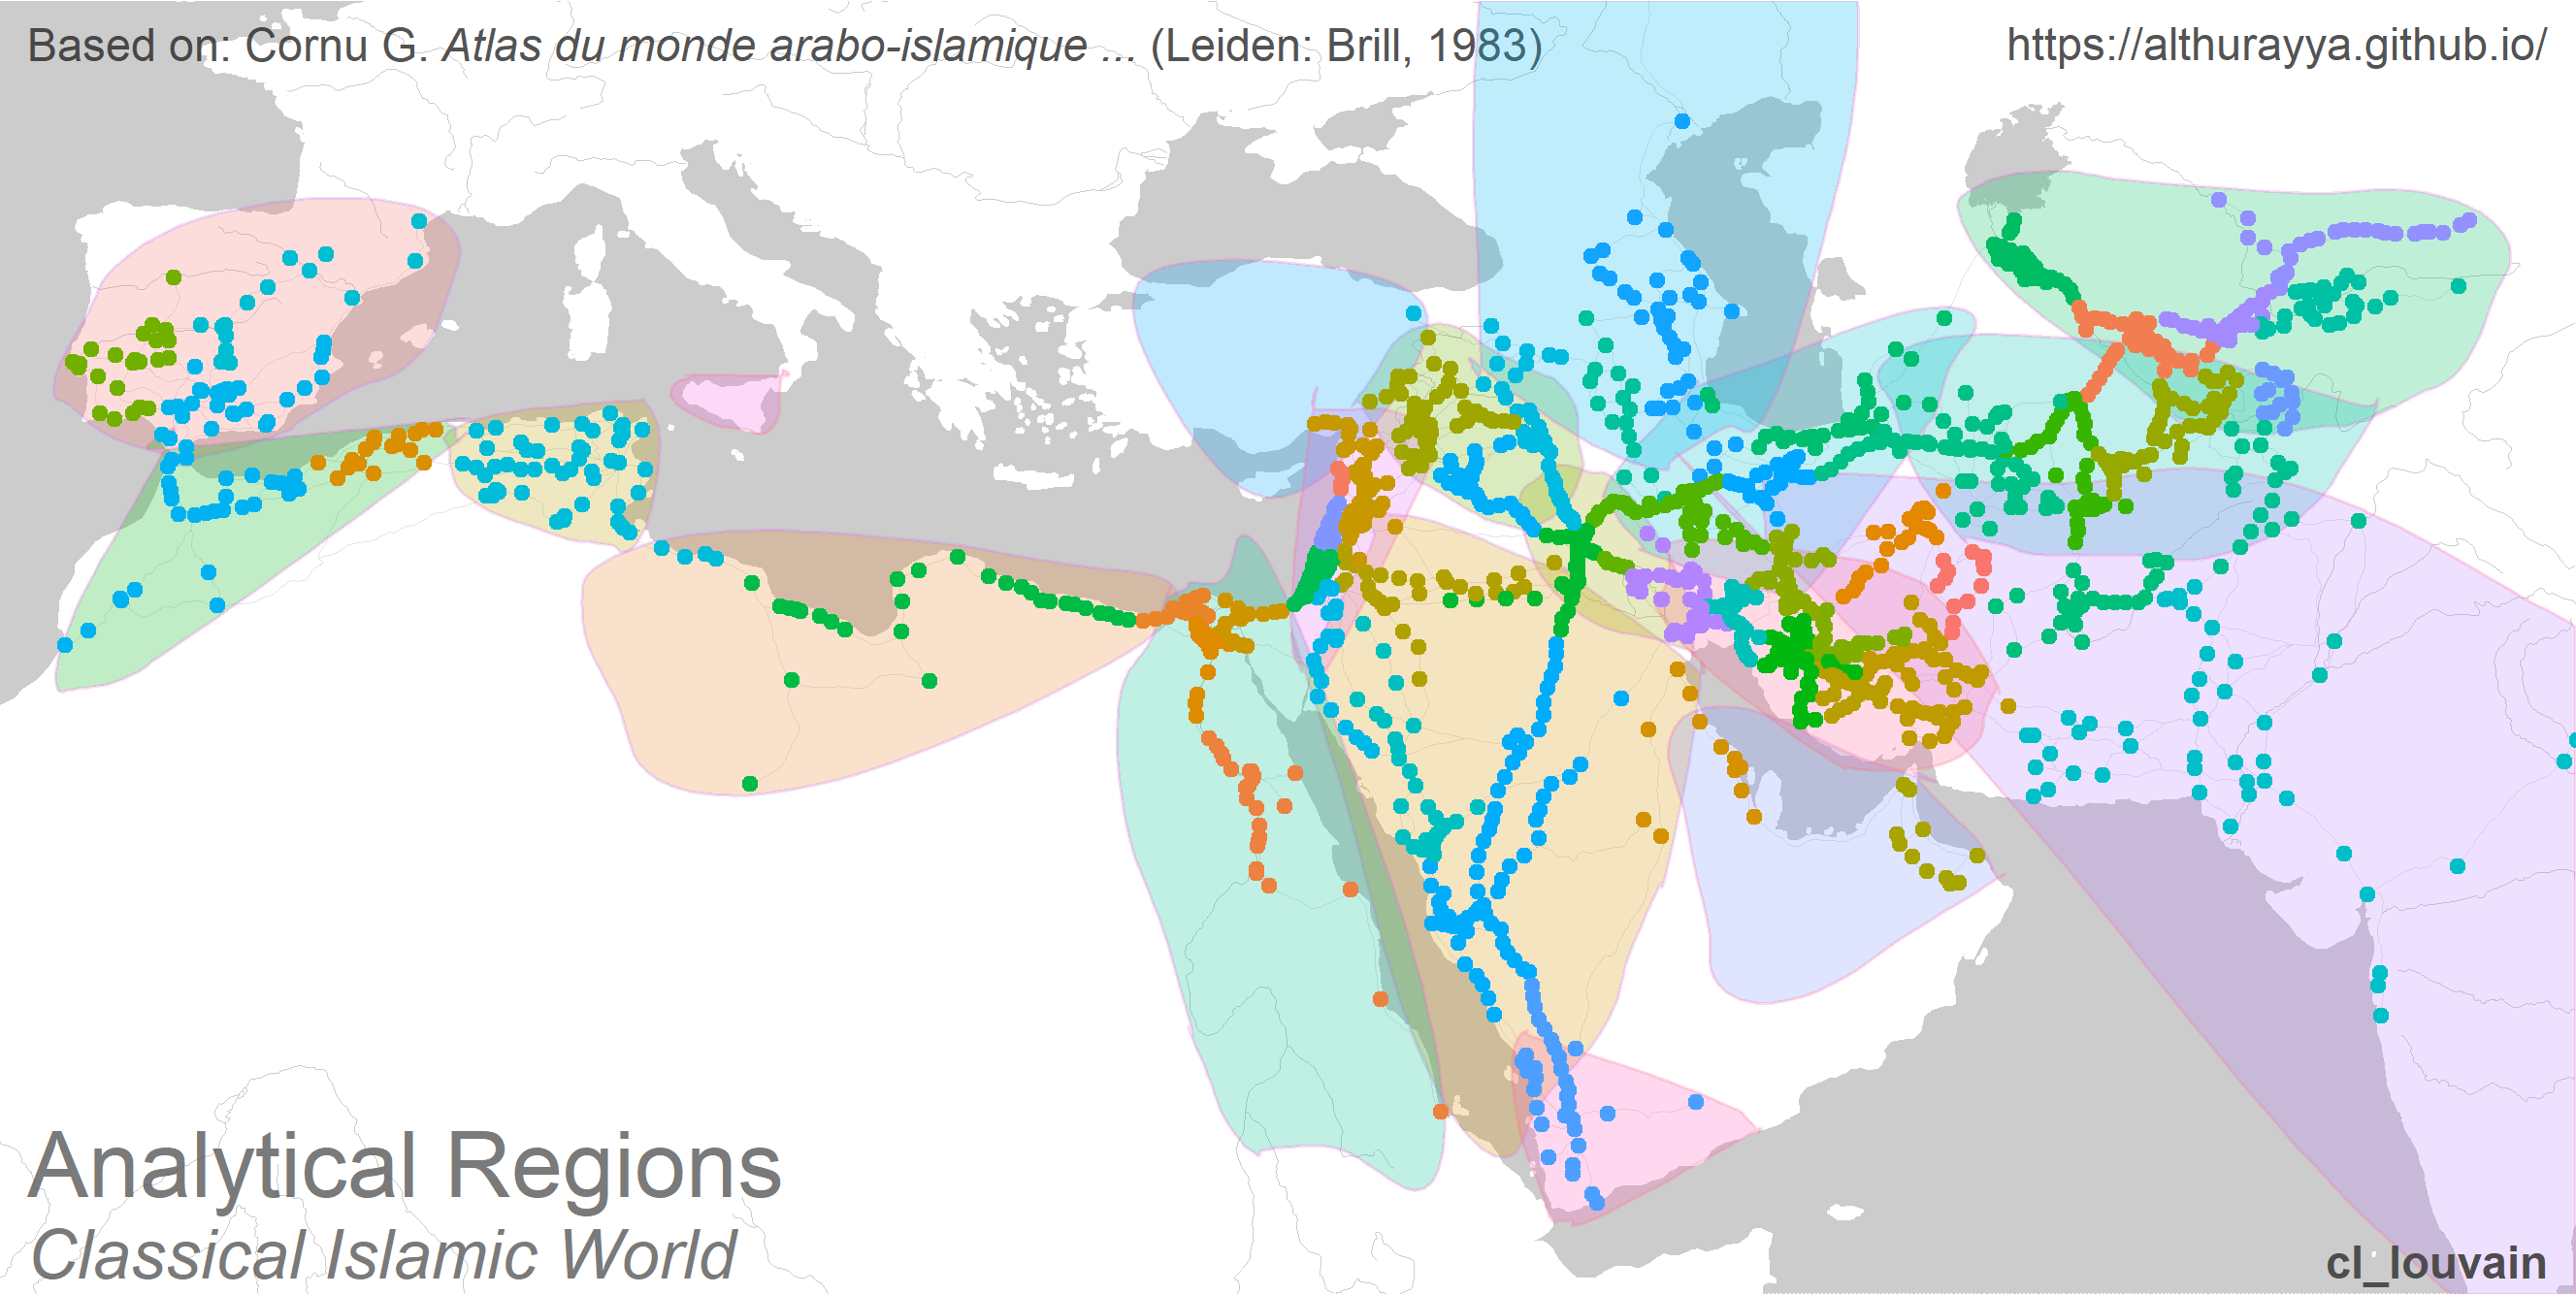 Based on: Cornu G. Atlas du monde arabo-islamique ... (Leiden: Brill, 1983)
https://althurayya.github.io/
Analytical Regions
Classical Islamic World
cl_louvain